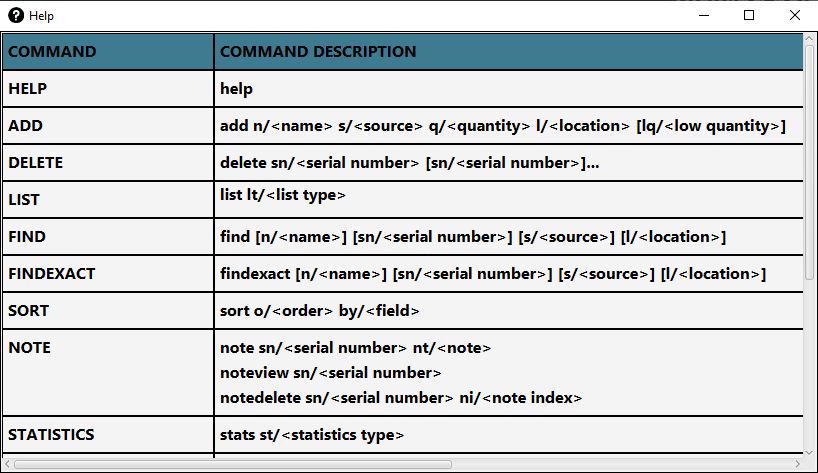 Help
COMMAND COMMAND DESCRIPTION
HELP help
ADD add n/<name> s/<source> q/<quantity> l/<location> [lq/<low quantity>]
DELETE delete sn/<serial number> [sn/<serial number>]...
LIST list lt/<list type>
FIND find [n/<name>] [sn/<serial number>] [s/<source>] [l/<location>]
FINDEXACT findexact [n/<name>] [sn/<serial number>] [s/<source>] [l/<location>]
SORT sort o/<order> by/<field>
NOTE note sn/<serial number> nt/<note>
noteview sn/<serial number>
notedelete sn/<serial number> ni/<note index>
STATISTICS stats st/<statistics type>